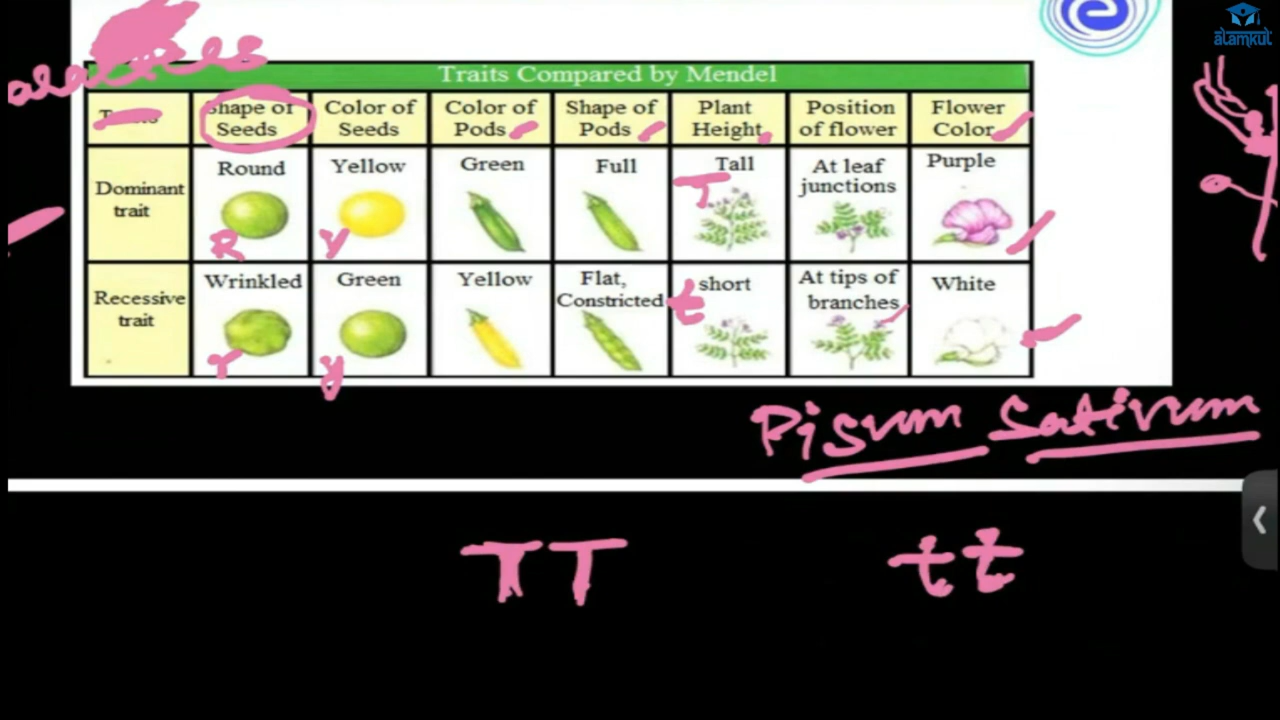 alamkul
Traits Compared by Mendel
Shape of Seeds
Color of Seeds
Color of Pods
Shape of Pods
Plant Height
Position of flower
Flower Color
Dominant trait
Round
Yellow
Green
Full
Tall
At leaf junctions
Purple
R
y
T
Recessive trait
Wrinkled
Green
Yellow
Flat, Constricted
short
At tips of branches
White
r
y
t
Pisum Sativum
TT tt